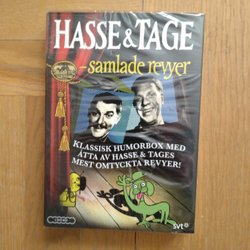 HASSE & TAGE
– samlade revyer
KLASSISK HUMORBOX MED
ÅTTA AV HASSE & TAGES
MEST OMTYCKTA REVYER!
svt